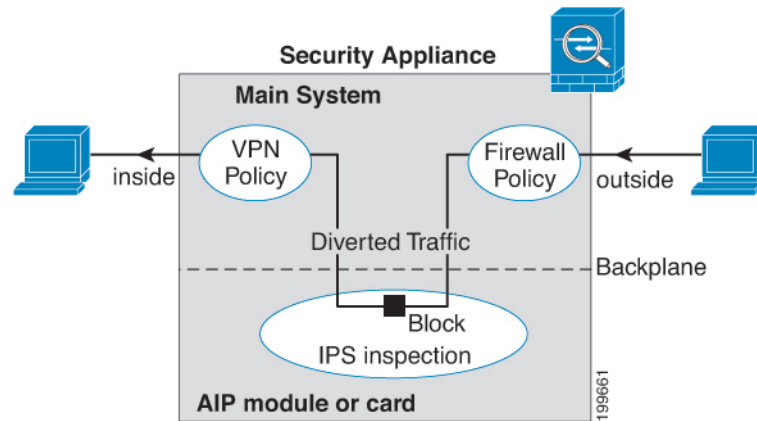 Security Appliance
Main System
VPN
Policy
Firewall
Policy
inside
outside
Diverted Traffic
Backplane
Block
IPS inspection
AIP module or card
199661